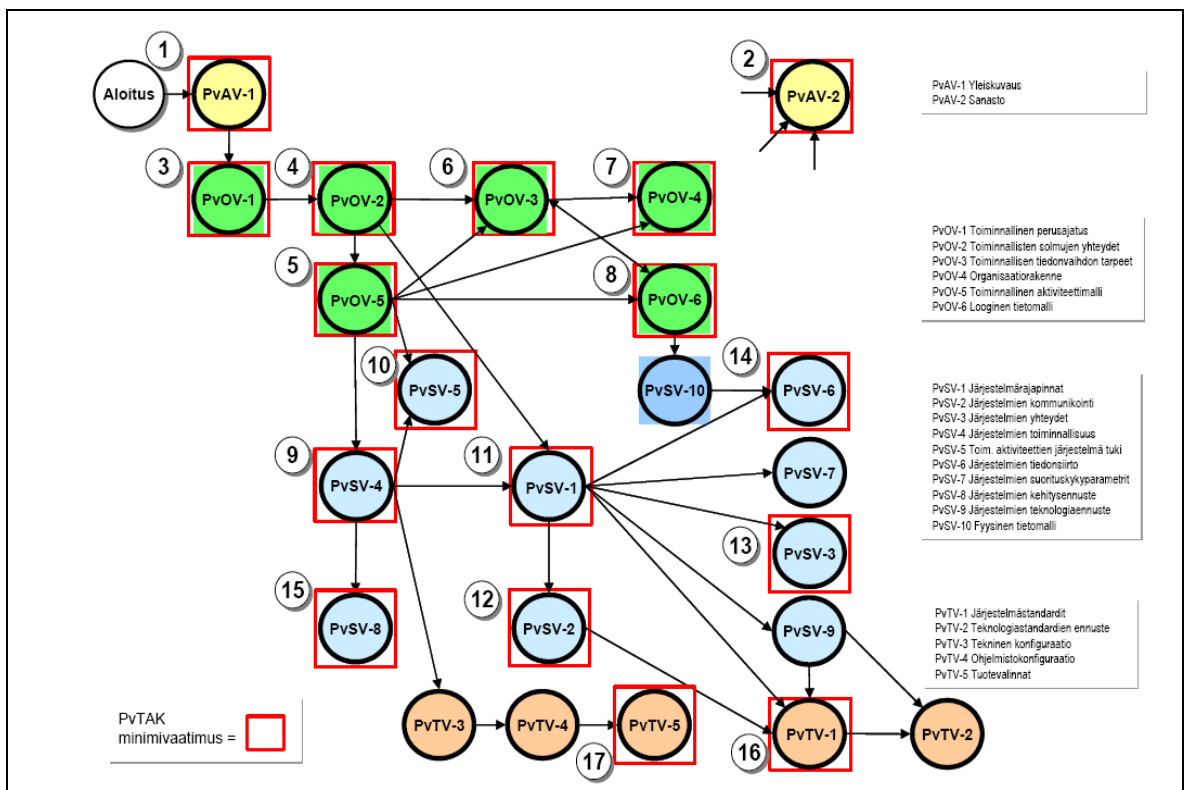 1
2
Aloitus
PvAV-1
PvAV-2
PvAV-1 Yleiskuvaus
PvAV-2 Sanasto
3
4
6
7
PvOV-1
PvOV-2
PvOV-3
PvOV-4
5
8
PvOV-5
PvOV-6
PvOV-1 Toiminnallinen perusajatus
PvOV-2 Toiminnallisten solmujen yhteydet
PvOV-3 Toiminnallisen tiedonvaihdon tarpeet
PvOV-4 Organisaatiorakenne
PvOV-5 Toiminnallinen aktiviteettimalli
PvOV-6 Looginen tietomalli
10
14
PvSV-5
PvSV-10
PvSV-6
9
11
PvSV-4
PvSV-1
PvSV-7
13
PvSV-3
PvSV-1 Järjestelmärajapinnat
PvSV-2 Järjestelmien kommunikointi
PvSV-3 Järjestelmien yhteydet
PvSV-4 Järjestelmien toiminnallisuus
PvSV-5 Toim. aktiviteettien järjestelmä tuki
PvSV-6 Järjestelmien tiedonsiirto
PvSV-7 Järjestelmien suorituskykyparametrit
PvSV-8 Järjestelmien kehitysennuste
PvSV-9 Järjestelmien teknologiaennuste
PvSV-10 Fyysinen tietomalli
15
12
PvSV-8
PvSV-2
PvSV-9
PvTV-1 Järjestelmästandardit
PvTV-2 Teknologiastandardien ennuste
PvTV-3 Tekninen konfiguraatio
PvTV-4 Ohjelmistokonfiguraatio
PvTV-5 Tuotevalinnat
PvTAK
minimivaatimus =
PvTV-3
PvTV-4
PvTV-5
PvTV-1
PvTV-2
17
16